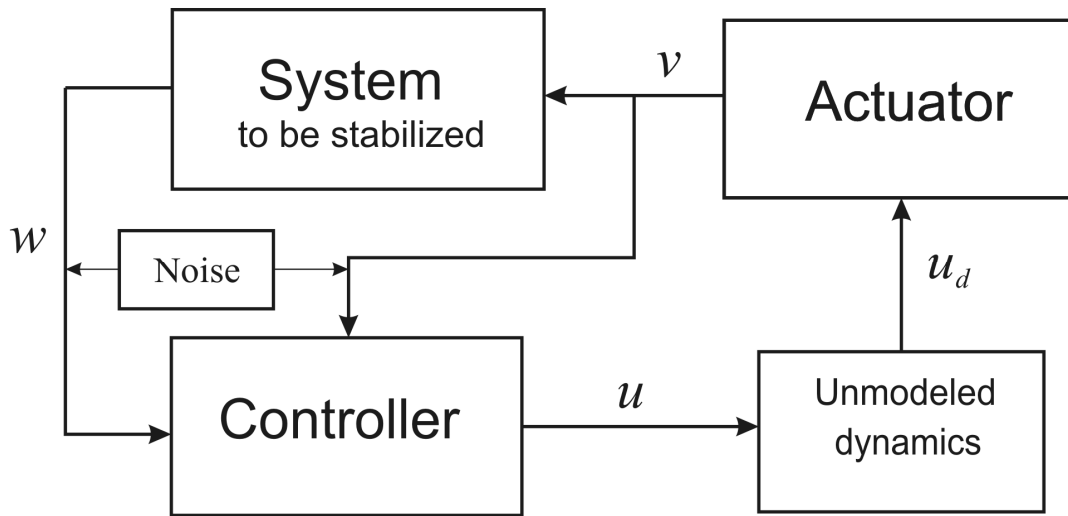 System
to be stabilized
v
Actuator
w
Noise
u_d
Controller
u
Unmodeled
dynamics